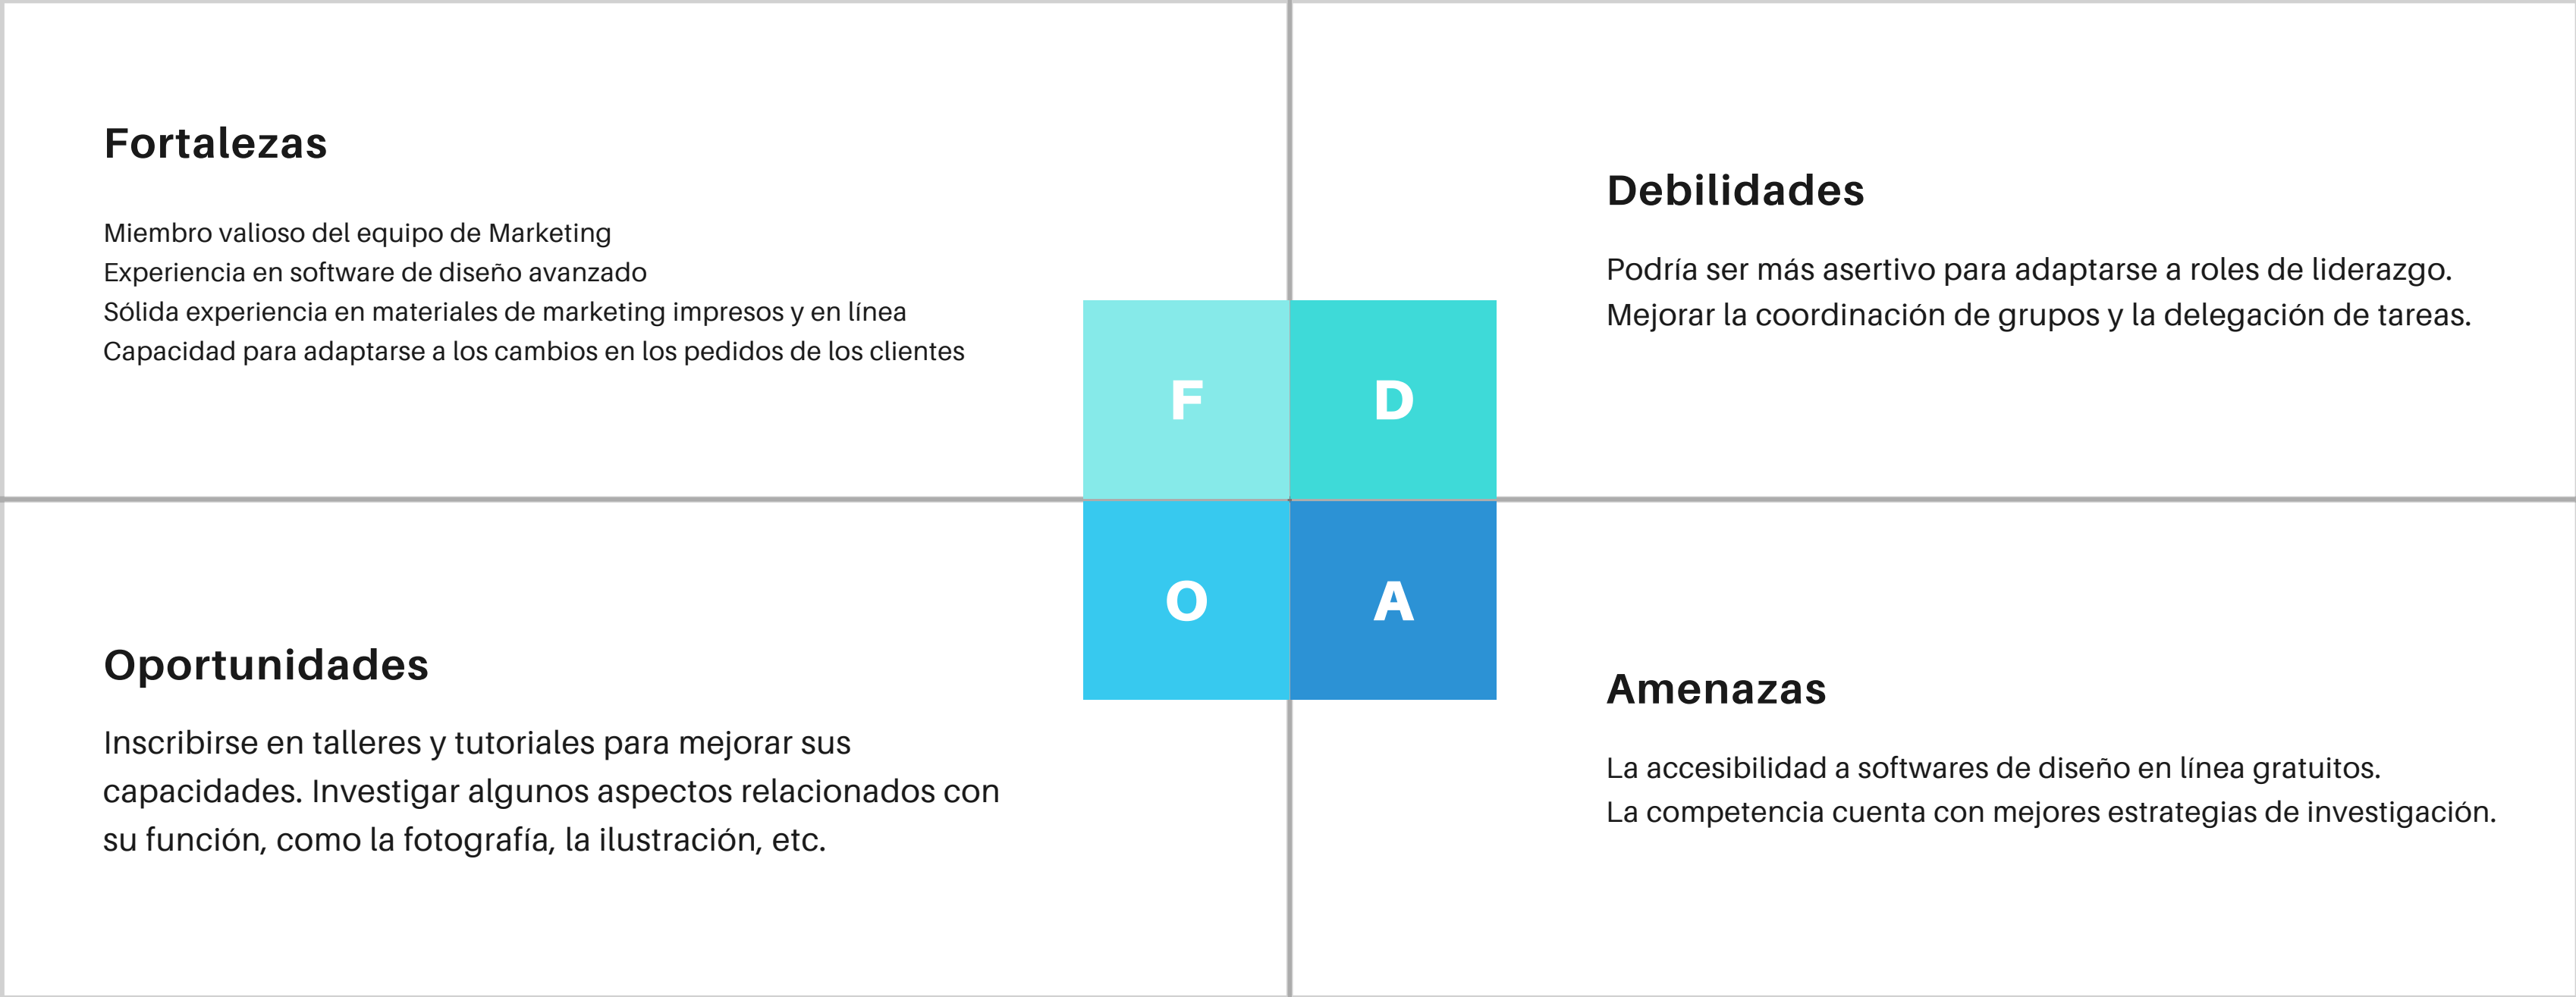 Fortalezas
Miembro valioso del equipo de Marketing
Experiencia en software de diseño avanzado
Sólida experiencia en materiales de marketing impresos y en línea
Capacidad para adaptarse a los cambios en los pedidos de los clientes
Debilidades
Podría ser más asertivo para adaptarse a roles de liderazgo.
Mejorar la coordinación de grupos y la delegación de tareas.
F
D
O
A
Oportunidades
Inscribirse en talleres y tutoriales para mejorar sus
capacidades. Investigar algunos aspectos relacionados con
su función, como la fotografía, la ilustración, etc.
Amenazas
La accesibilidad a softwares de diseño en línea gratuitos.
La competencia cuenta con mejores estrategias de investigación.